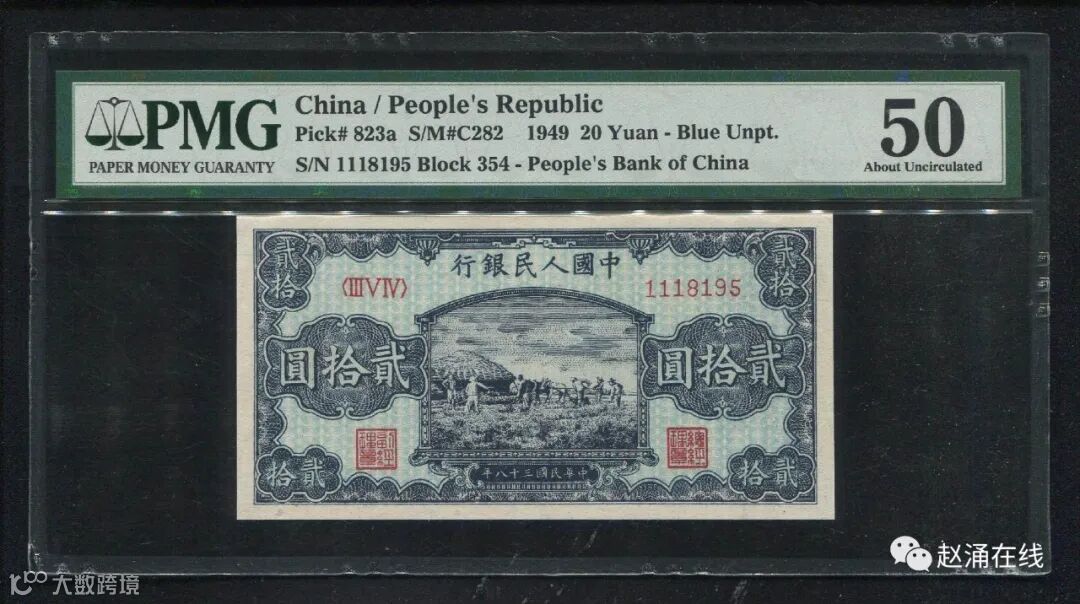 PMG
PAPER MONEY GUARANTY
China / People's Republic
Pick# 823a S/M#C282 1949 20 Yuan - Blue Unpt.
S/N 1118195 Block 354 - People's Bank of China
50
About Uncirculated
行銀民人國中
〈ⅢⅤⅣ〉
1118195
貳拾
貳拾
圓拾貳
圓拾貳
年八十三國民華中
拾貳
拾貳
赵涌在线
大数跨境